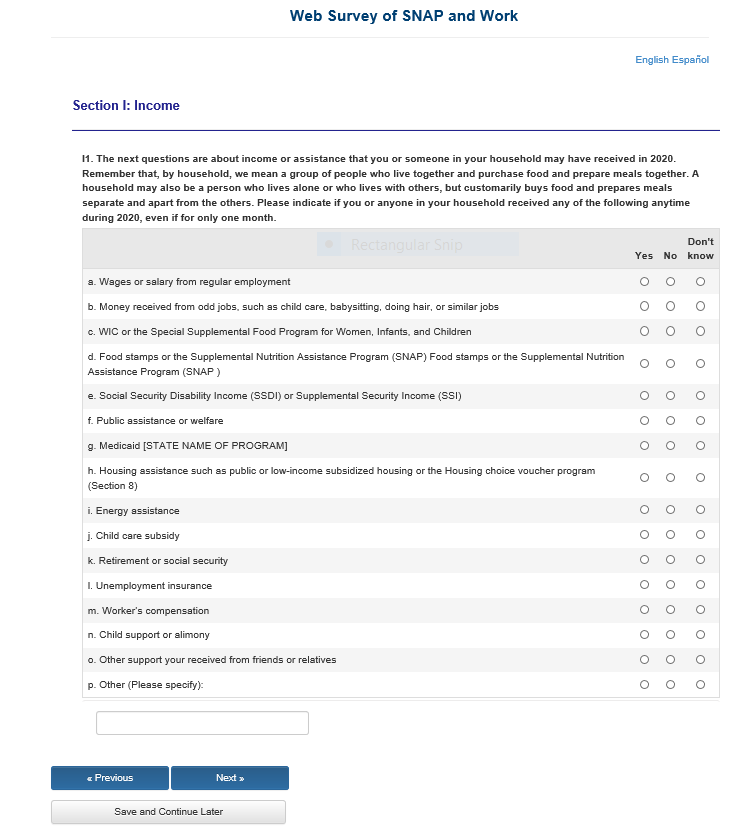 Web Survey of SNAP and Work
English Español
Section I: Income
I1. The next questions are about income or assistance that you or someone in your household may have received in 2020.
Remember that, by household, we mean a group of people who live together and purchase food and prepare meals together. A
household may also be a person who lives alone or who lives with others, but customarily buys food and prepares meals
separate and apart from the others. Please indicate if you or anyone in your household received any of the following anytime
during 2020, even if for only one month.
Rectangular Snip
Yes No Don't know
a. Wages or salary from regular employment
b. Money received from odd jobs, such as child care, babysitting, doing hair, or similar jobs
c. WIC or the Special Supplemental Food Program for Women, Infants, and Children
d. Food stamps or the Supplemental Nutrition Assistance Program (SNAP) Food stamps or the Supplemental Nutrition
Assistance Program (SNAP )
e. Social Security Disability Income (SSDI) or Supplemental Security Income (SSI)
f. Public assistance or welfare
g. Medicaid [STATE NAME OF PROGRAM]
h. Housing assistance such as public or low-income subsidized housing or the Housing choice voucher program
(Section 8)
i. Energy assistance
j. Child care subsidy
k. Retirement or social security
l. Unemployment insurance
m. Worker's compensation
n. Child support or alimony
o. Other support your received from friends or relatives
p. Other (Please specify):
« Previous
Next »
Save and Continue Later